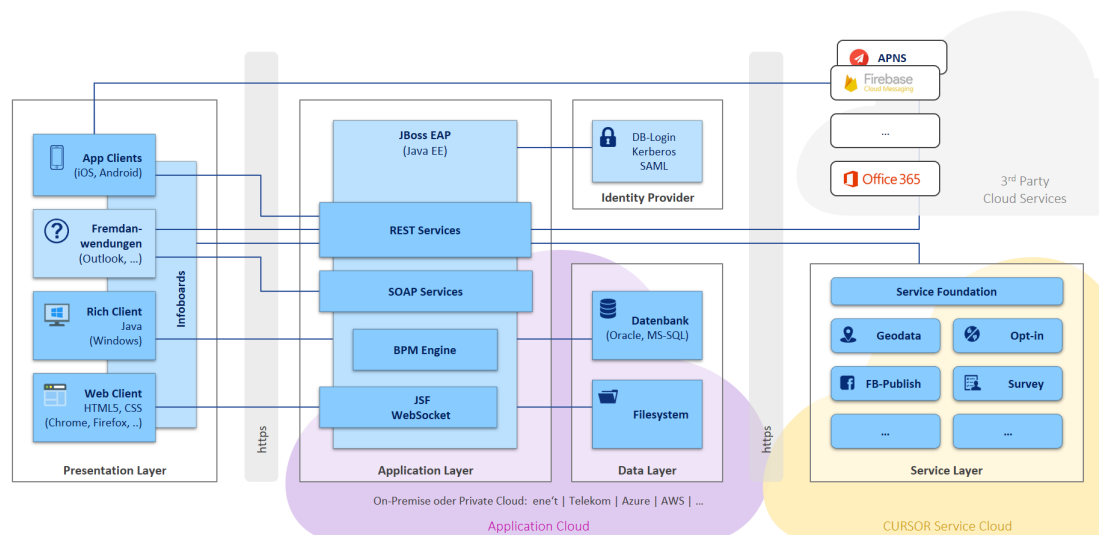 APNS
Firebase
Cloud Messaging
...
Office 365
3rd Party
Cloud Services
App Clients
(iOS, Android)
Fremdan-
wendungen
(Outlook, ...)
Rich Client
Java
(Windows)
Web Client
HTML5, CSS
(Chrome, Firefox, ..)
Infoboards
Presentation Layer
https
JBoss EAP
(Java EE)
REST Services
SOAP Services
BPM Engine
JSF
WebSocket
Application Layer
DB-Login
Kerberos
SAML
Identity Provider
Datenbank
(Oracle, MS-SQL)
Filesystem
Data Layer
https
Service Foundation
Geodata
Opt-in
FB-Publish
Survey
...
...
Service Layer
On-Premise oder Private Cloud: ene't | Telekom | Azure | AWS | ...
Application Cloud
CURSOR Service Cloud